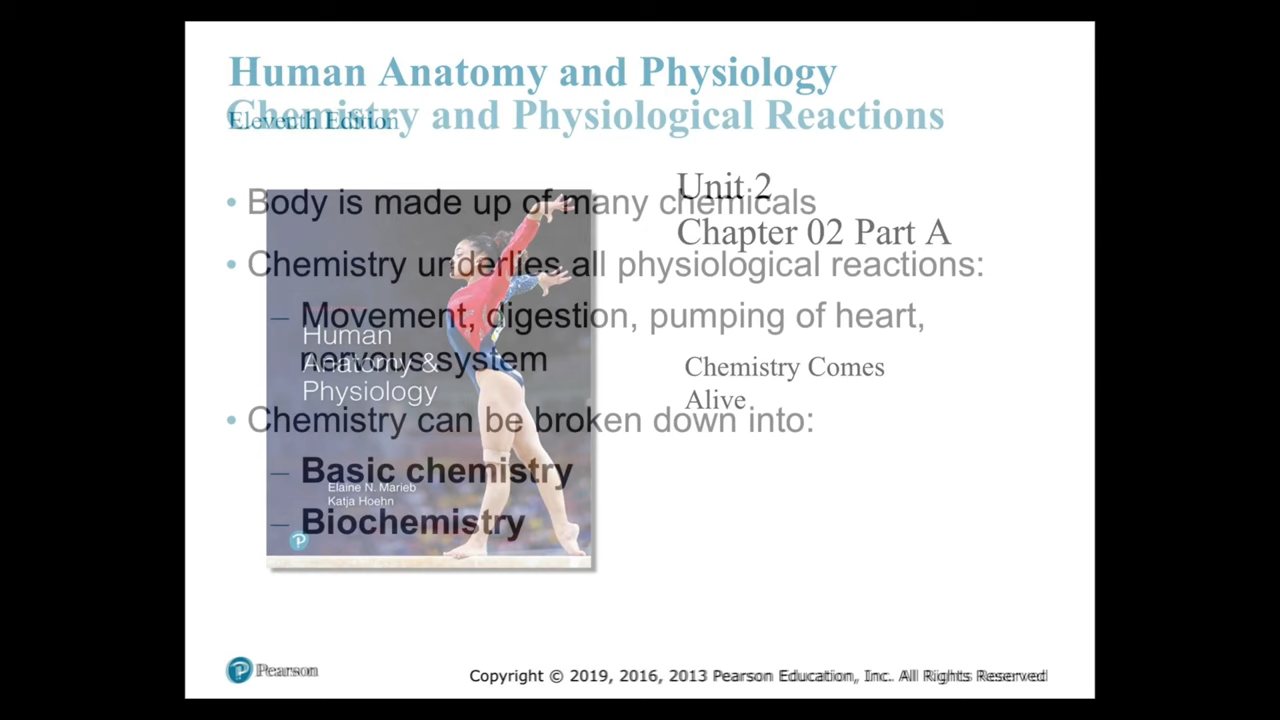 Human Anatomy and Physiology
Eleventh Edition
Chemistry and Physiological Reactions
Unit 2
Chapter 02 Part A
• Body is made up of many chemicals
• Chemistry underlies all physiological reactions:
– Movement, digestion, pumping of heart,
nervous system
Human
Anatomy &
Physiology
Chemistry Comes
Alive
• Chemistry can be broken down into:
– Basic chemistry
Elaine N. Marieb
Katja Hoehn
– Biochemistry
P
P Pearson
Copyright © 2019, 2016, 2013 Pearson Education, Inc. All Rights Reserved